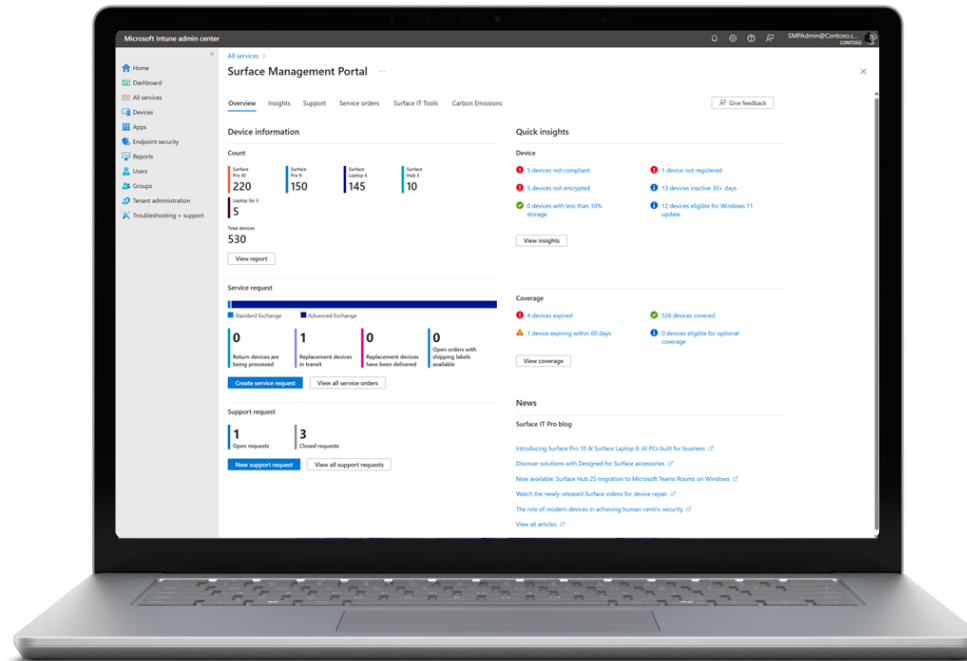 Microsoft Intune admin center
SMPAdmin@Contoso.c...
CONTOSO
Home
Dashboard
All services
Devices
Apps
Endpoint security
Reports
Users
Groups
Tenant administration
Troubleshooting + support
All services >
Surface Management Portal ...
Overview Insights Support Service orders Surface IT Tools Carbon Emissions
Give feedback
Device information
Count
Surface
Pro 10
220
Surface
Pro 9
150
Surface
Laptop 6
145
Surface
Hub 3
10
Laptop Go 3
5
Total devices
530
View report
Service request
Standard Exchange Advanced Exchange
0
Return devices are
being processed
1
Replacement devices
in transit
0
Replacement devices
have been delivered
0
Open orders with
shipping labels
available
Create service request View all service orders
Support request
1
Open requests
3
Closed requests
New support request View all support requests
Quick insights
Device
5 devices not compliant
1 device not registered
5 devices not encrypted
13 devices inactive 30+ days
0 devices with less than 10%
storage
12 devices eligible for Windows 11
update
View insights
Coverage
4 devices expired
526 devices covered
1 device expiring within 60 days
0 devices eligible for optional
coverage
View coverage
News
Surface IT Pro blog
Introducing Surface Pro 10 & Surface Laptop 6: AI PCs built for business
Discover solutions with Designed for Surface accessories
Now available: Surface Hub 2S migration to Microsoft Teams Rooms on Windows
Watch the newly released Surface videos for device repair
The role of modern devices in achieving human-centric security
View all articles